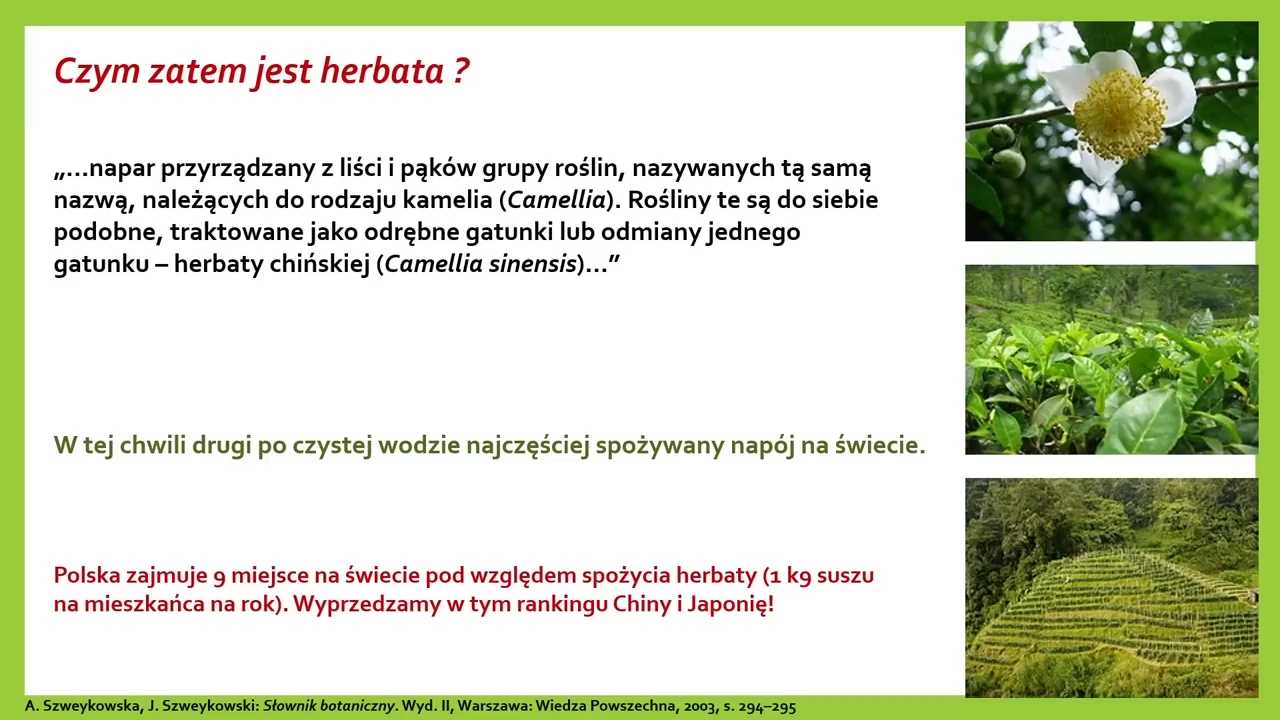 Czym zatem jest herbata ?
„...napar przyrządzany z liści i pąków grupy roślin, nazywanych tą samą
nazwą, należących do rodzaju kamelia (Camellia). Rośliny te są do siebie
podobne, traktowane jako odrębne gatunki lub odmiany jednego
gatunku – herbaty chińskiej (Camellia sinensis)...”
W tej chwili drugi po czystej wodzie najczęściej spożywany napój na świecie.
Polska zajmuje 9 miejsce na świecie pod względem spożycia herbaty (1 kg suszu
na mieszkańca na rok). Wyprzedzamy w tym rankingu Chiny i Japonię!
A. Szweykowska, J. Szweykowski: Słownik botaniczny. Wyd. II, Warszawa: Wiedza Powszechna, 2003, s. 294–295